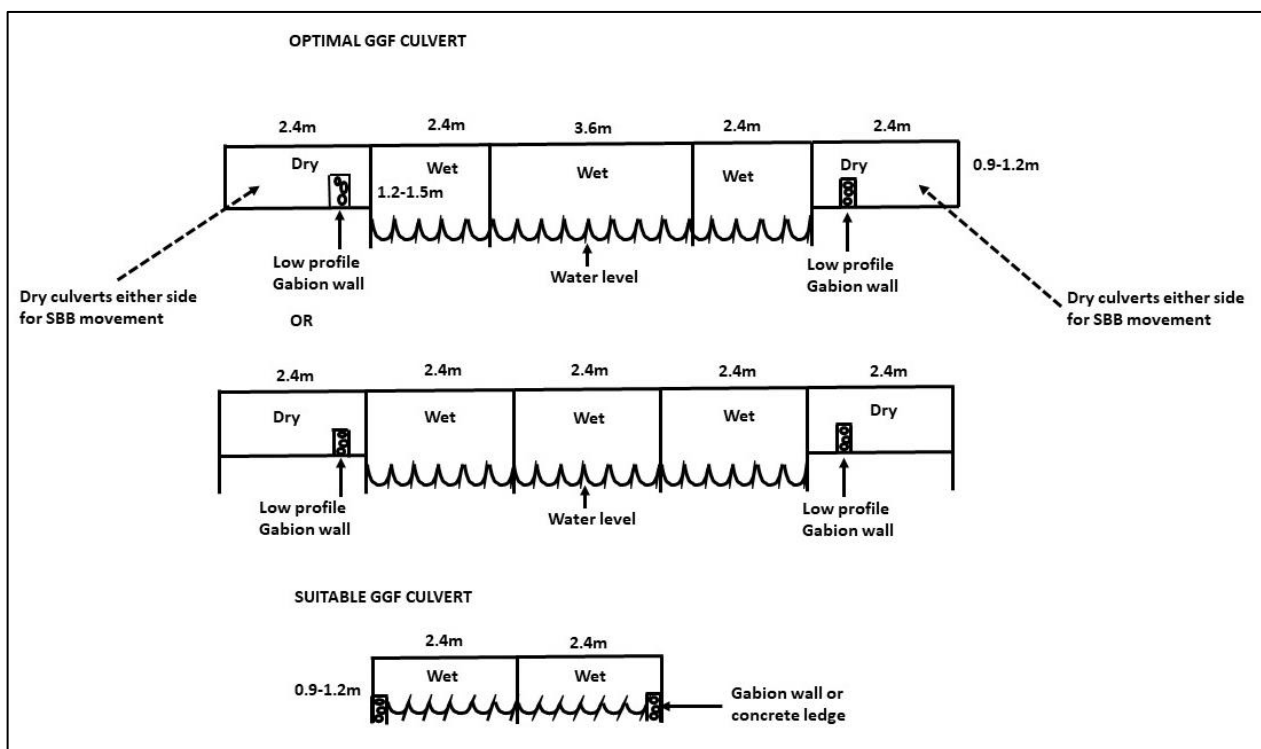 OPTIMAL GGF CULVERT
2.4m
2.4m
3.6m
2.4m
2.4m
Dry
Wet
Wet
Wet
Dry
0.9-1.2m
1.2-1.5m
Low profile
Gabion wall
Water level
Low profile
Gabion wall
Dry culverts either side
for SBB movement
Dry culverts either side
for SBB movement
OR
2.4m
2.4m
2.4m
2.4m
2.4m
Dry
Wet
Wet
Wet
Dry
Low profile
Gabion wall
Water level
Low profile
Gabion wall
SUITABLE GGF CULVERT
2.4m
2.4m
Wet
Wet
0.9-1.2m
Gabion wall or
concrete ledge